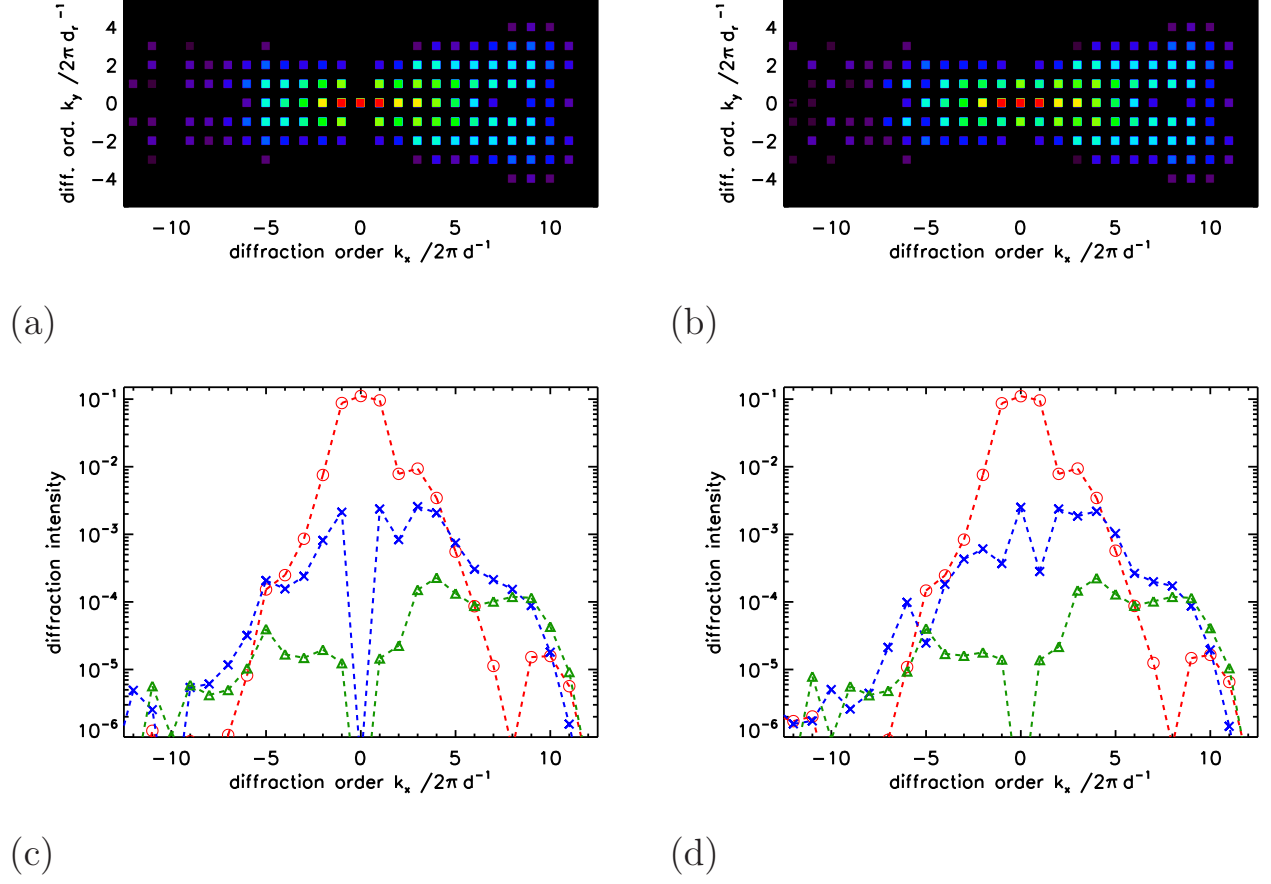 diff. ord. k_y /2π d_r^-1
4
2
0
−2
−4
−10 −5 0 5 10
diffraction order k_x /2π d^-1
(a)
diff. ord. k_y /2π d_r^-1
4
2
0
−2
−4
−10 −5 0 5 10
diffraction order k_x /2π d^-1
(b)
diffraction intensity
10^-1
10^-2
10^-3
10^-4
10^-5
10^-6
−10 −5 0 5 10
diffraction order k_x /2π d^-1
(c)
diffraction intensity
10^-1
10^-2
10^-3
10^-4
10^-5
10^-6
−10 −5 0 5 10
diffraction order k_x /2π d^-1
(d)